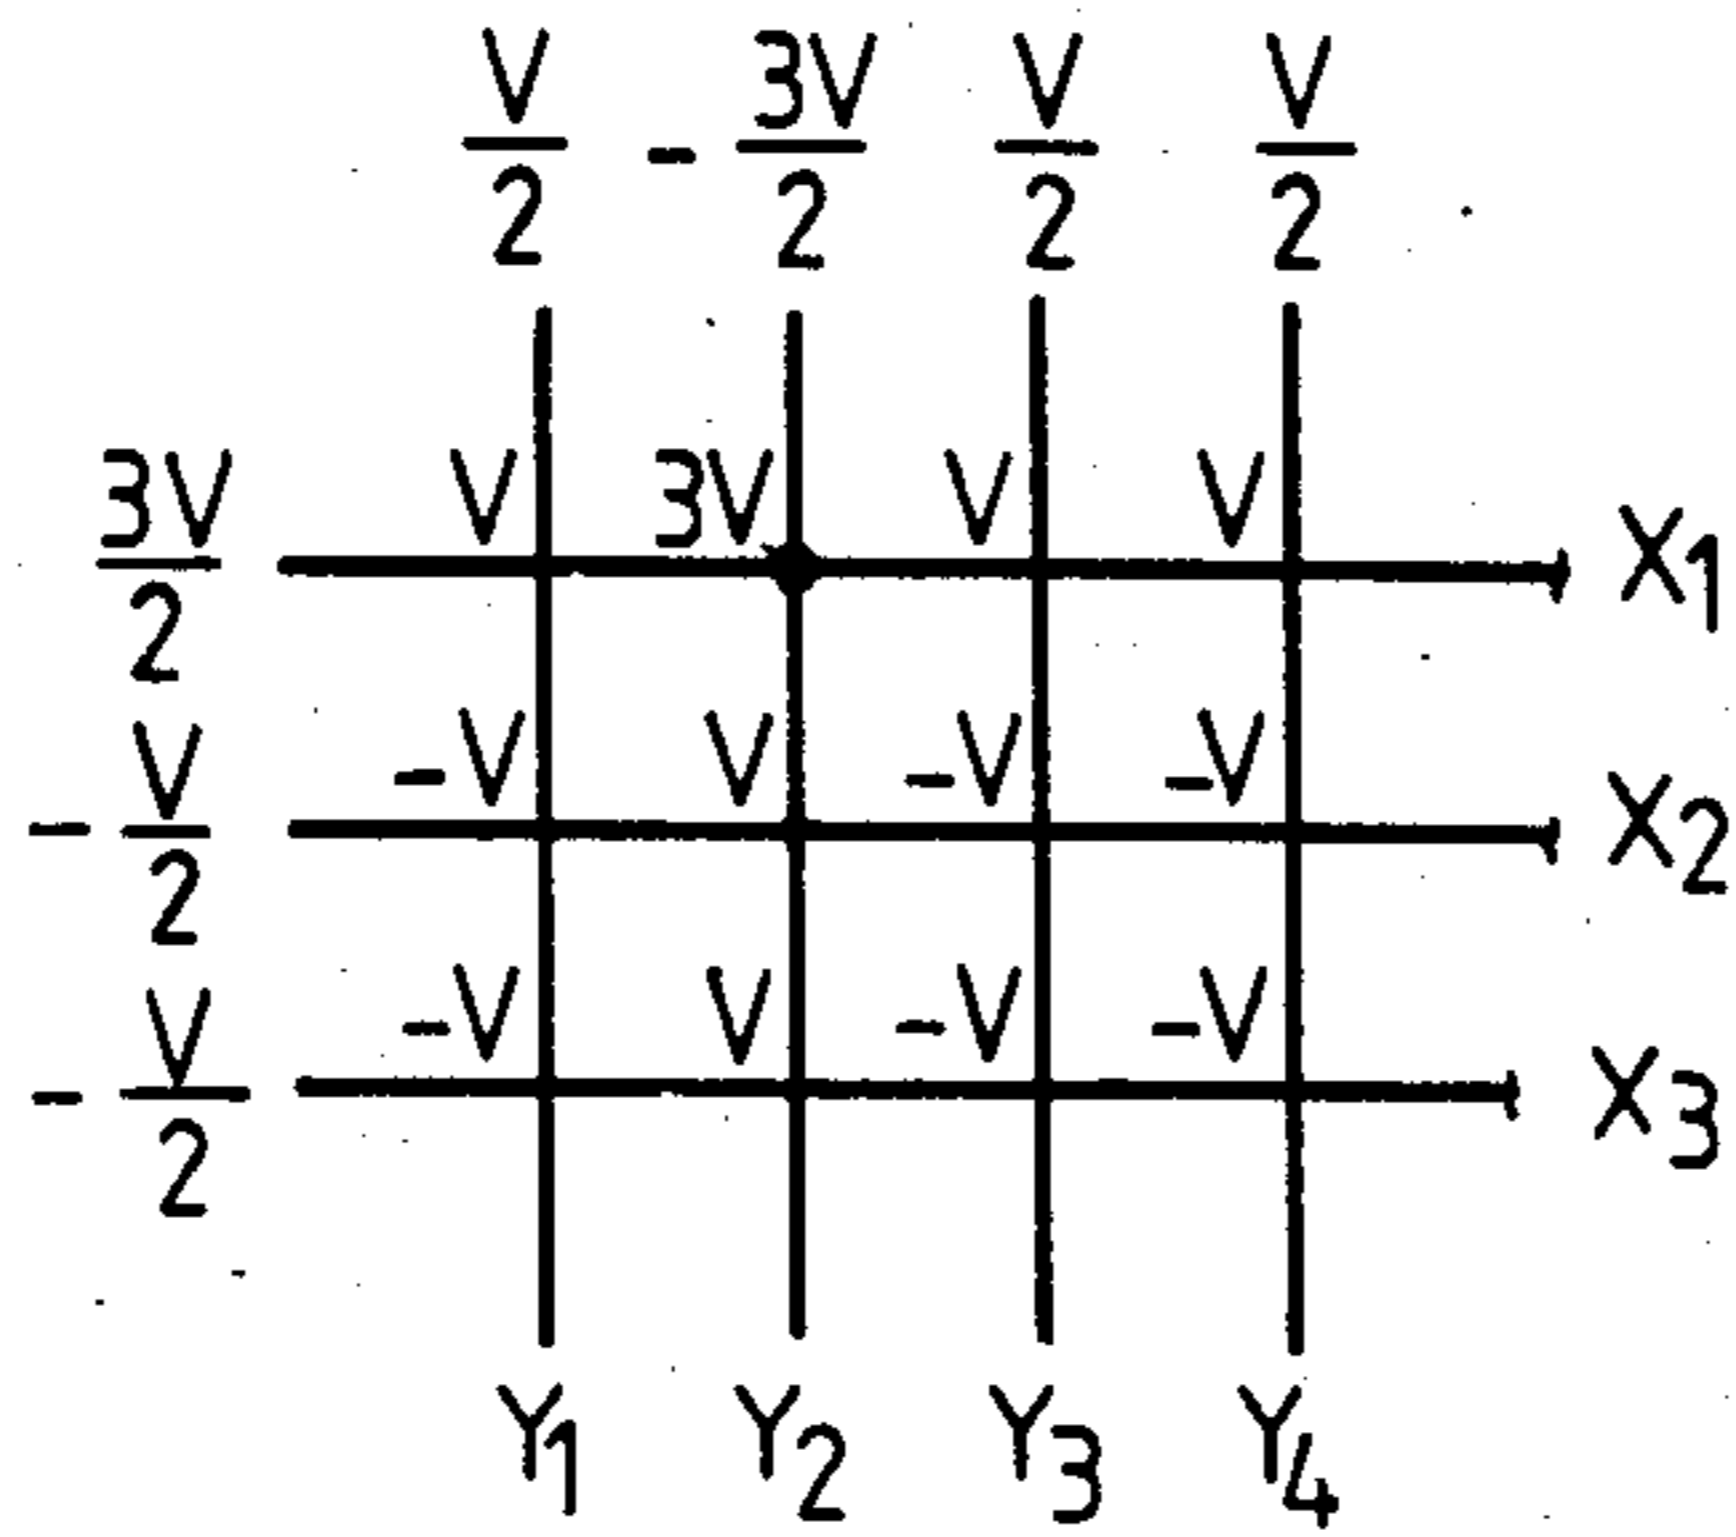 V/2 - 3V/2 V/2 V/2
3V/2 V 3V V V X1
- V/2 -V V -V -V X2
- V/2 -V V -V -V X3
Y1 Y2 Y3 Y4